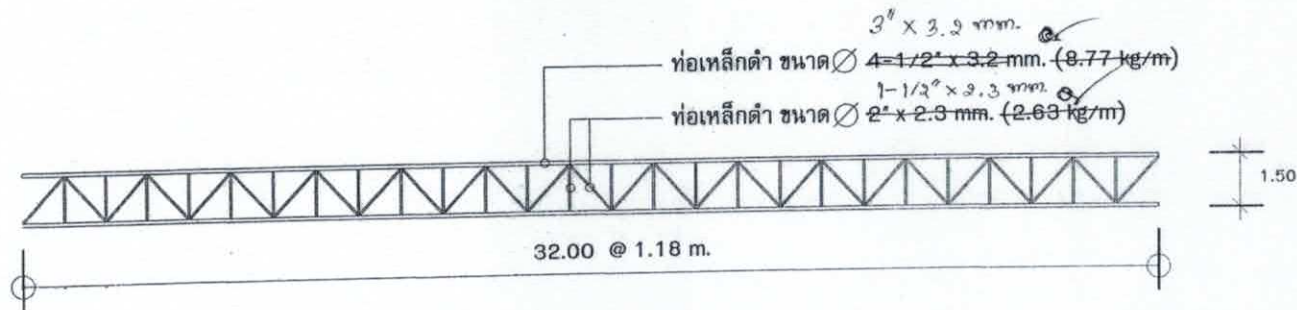 3" x 3.2 mm.
ท่อเหล็กดำ ขนาด∅ 4-1/2" x 3.2 mm. (8.77 kg/m)
1-1/2" x 2.3 mm.
ท่อเหล็กดำ ขนาด∅ 2" x 2.3 mm. (2.63 kg/m)
1.50
32.00 @ 1.18 m.